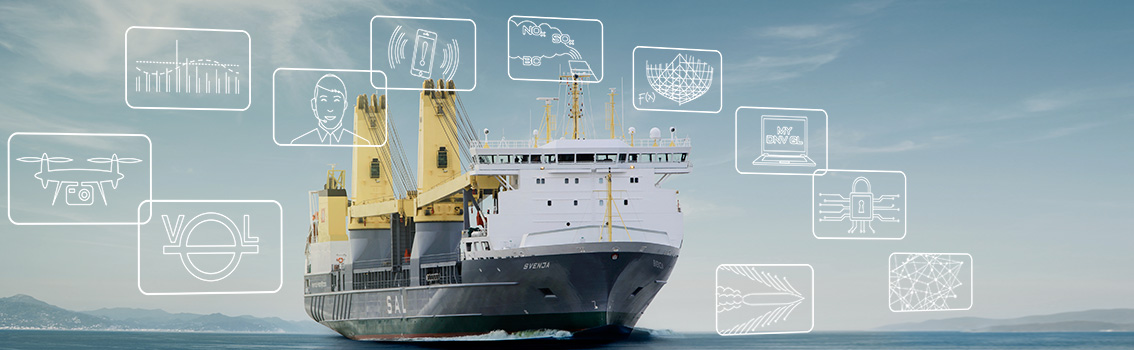 NOx
SOx
BC
F(x)
MY
DNV GL
V L
SVENJA
SAL